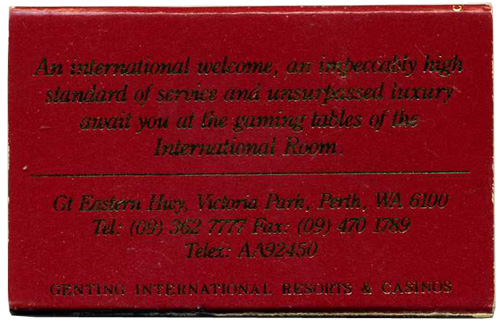 An international welcome, an impeccably high
standard of service and unsurpassed luxury
await you at the gaming tables of the
International Room.
Gt Eastern Hwy, Victoria Park, Perth, WA 6100
Tel: (09) 362 7777 Fax: (09) 470 1789
Telex: AA92450
GENTING INTERNATIONAL RESORTS & CASINOS